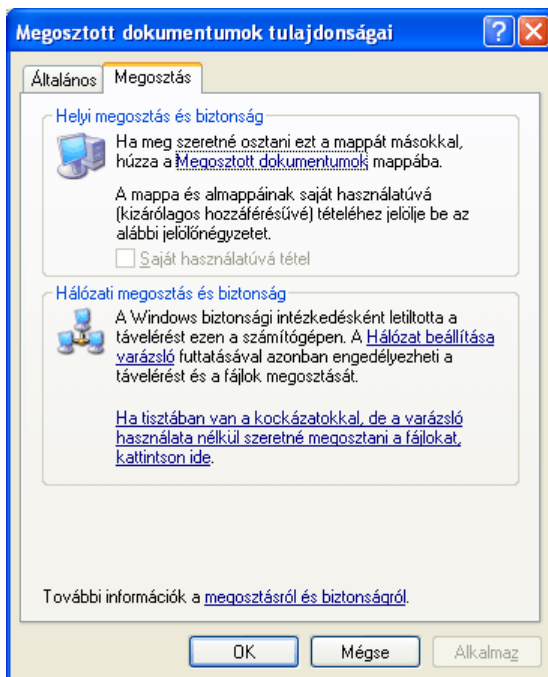 Megosztott dokumentumok tulajdonságai
Általános
Megosztás
Helyi megosztás és biztonság
Ha meg szeretné osztani ezt a mappát másokkal,
húzza a Megosztott dokumentumok mappába.
A mappa és almappáinak saját használatúvá
(kizárólagos hozzáférésűvé) tételéhez jelölje be az
alábbi jelölőnégyzetet.
Saját használatúvá tétel
Hálózati megosztás és biztonság
A Windows biztonsági intézkedésként letiltotta a
távelérést ezen a számítógépen. A Hálózat beállítása
varázsló futtatásával azonban engedélyezheti a
távelérést és a fájlok megosztását.
Ha tisztában van a kockázatokkal, de a varázsló
használata nélkül szeretné megosztani a fájlokat,
kattintson ide.
További információk a megosztásról és biztonságról.
OK
Mégse
Alkalmaz